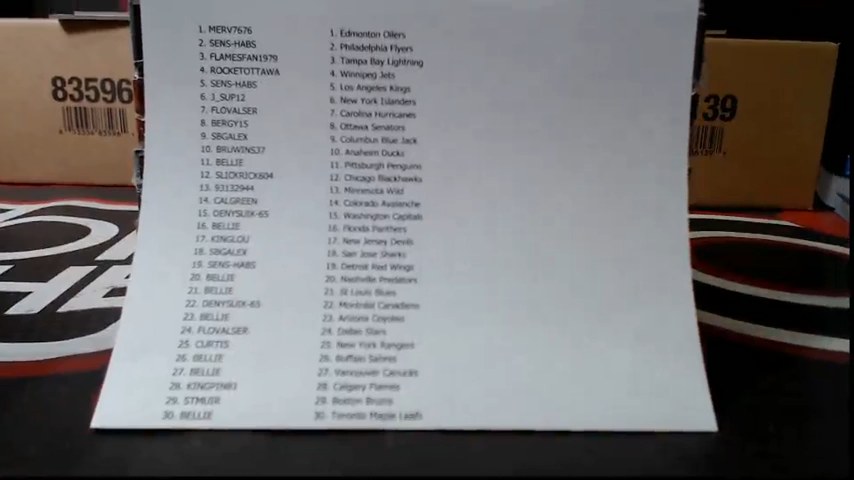 83596
139
1. MERV7676
2. SENS-HABS
3. FLAMESFAN1979
4. ROCKETOTTAWA
5. SENS-HABS
6. J_SUP12
7. FLOVALSER
8. BERGY15
9. SBGALEX
10. BRUWINS37
11. BELLIE
12. SLICKRICK604
13. 93132944
14. CALGREEN
15. DENYSUIX-65
16. BELLIE
17. KINGLOU
18. SBGALEX
19. SENS-HABS
20. BELLIE
21. BELLIE
22. DENYSUIX-65
23. BELLIE
24. FLOVALSER
25. CURTIS
26. BELLIE
27. BELLIE
28. KINGPIN81
29. STMUIR
30. BELLIE
1. Edmonton Oilers
2. Philadelphia Flyers
3. Tampa Bay Lightning
4. Winnipeg Jets
5. Los Angeles Kings
6. New York Islanders
7. Carolina Hurricanes
8. Ottawa Senators
9. Columbus Blue Jack
10. Anaheim Ducks
11. Pittsburgh Penguins
12. Chicago Blackhawks
13. Minnesota Wild
14. Colorado Avalanche
15. Washington Capitals
16. Florida Panthers
17. New Jersey Devils
18. San Jose Sharks
19. Detroit Red Wings
20. Nashville Predators
21. St Louis Blues
22. Montréal Canadiens
23. Arizona Coyotes
24. Dallas Stars
25. New York Rangers
26. Buffalo Sabres
27. Vancouver Canucks
28. Calgary Flames
29. Boston Bruins
30. Toronto Maple Leafs